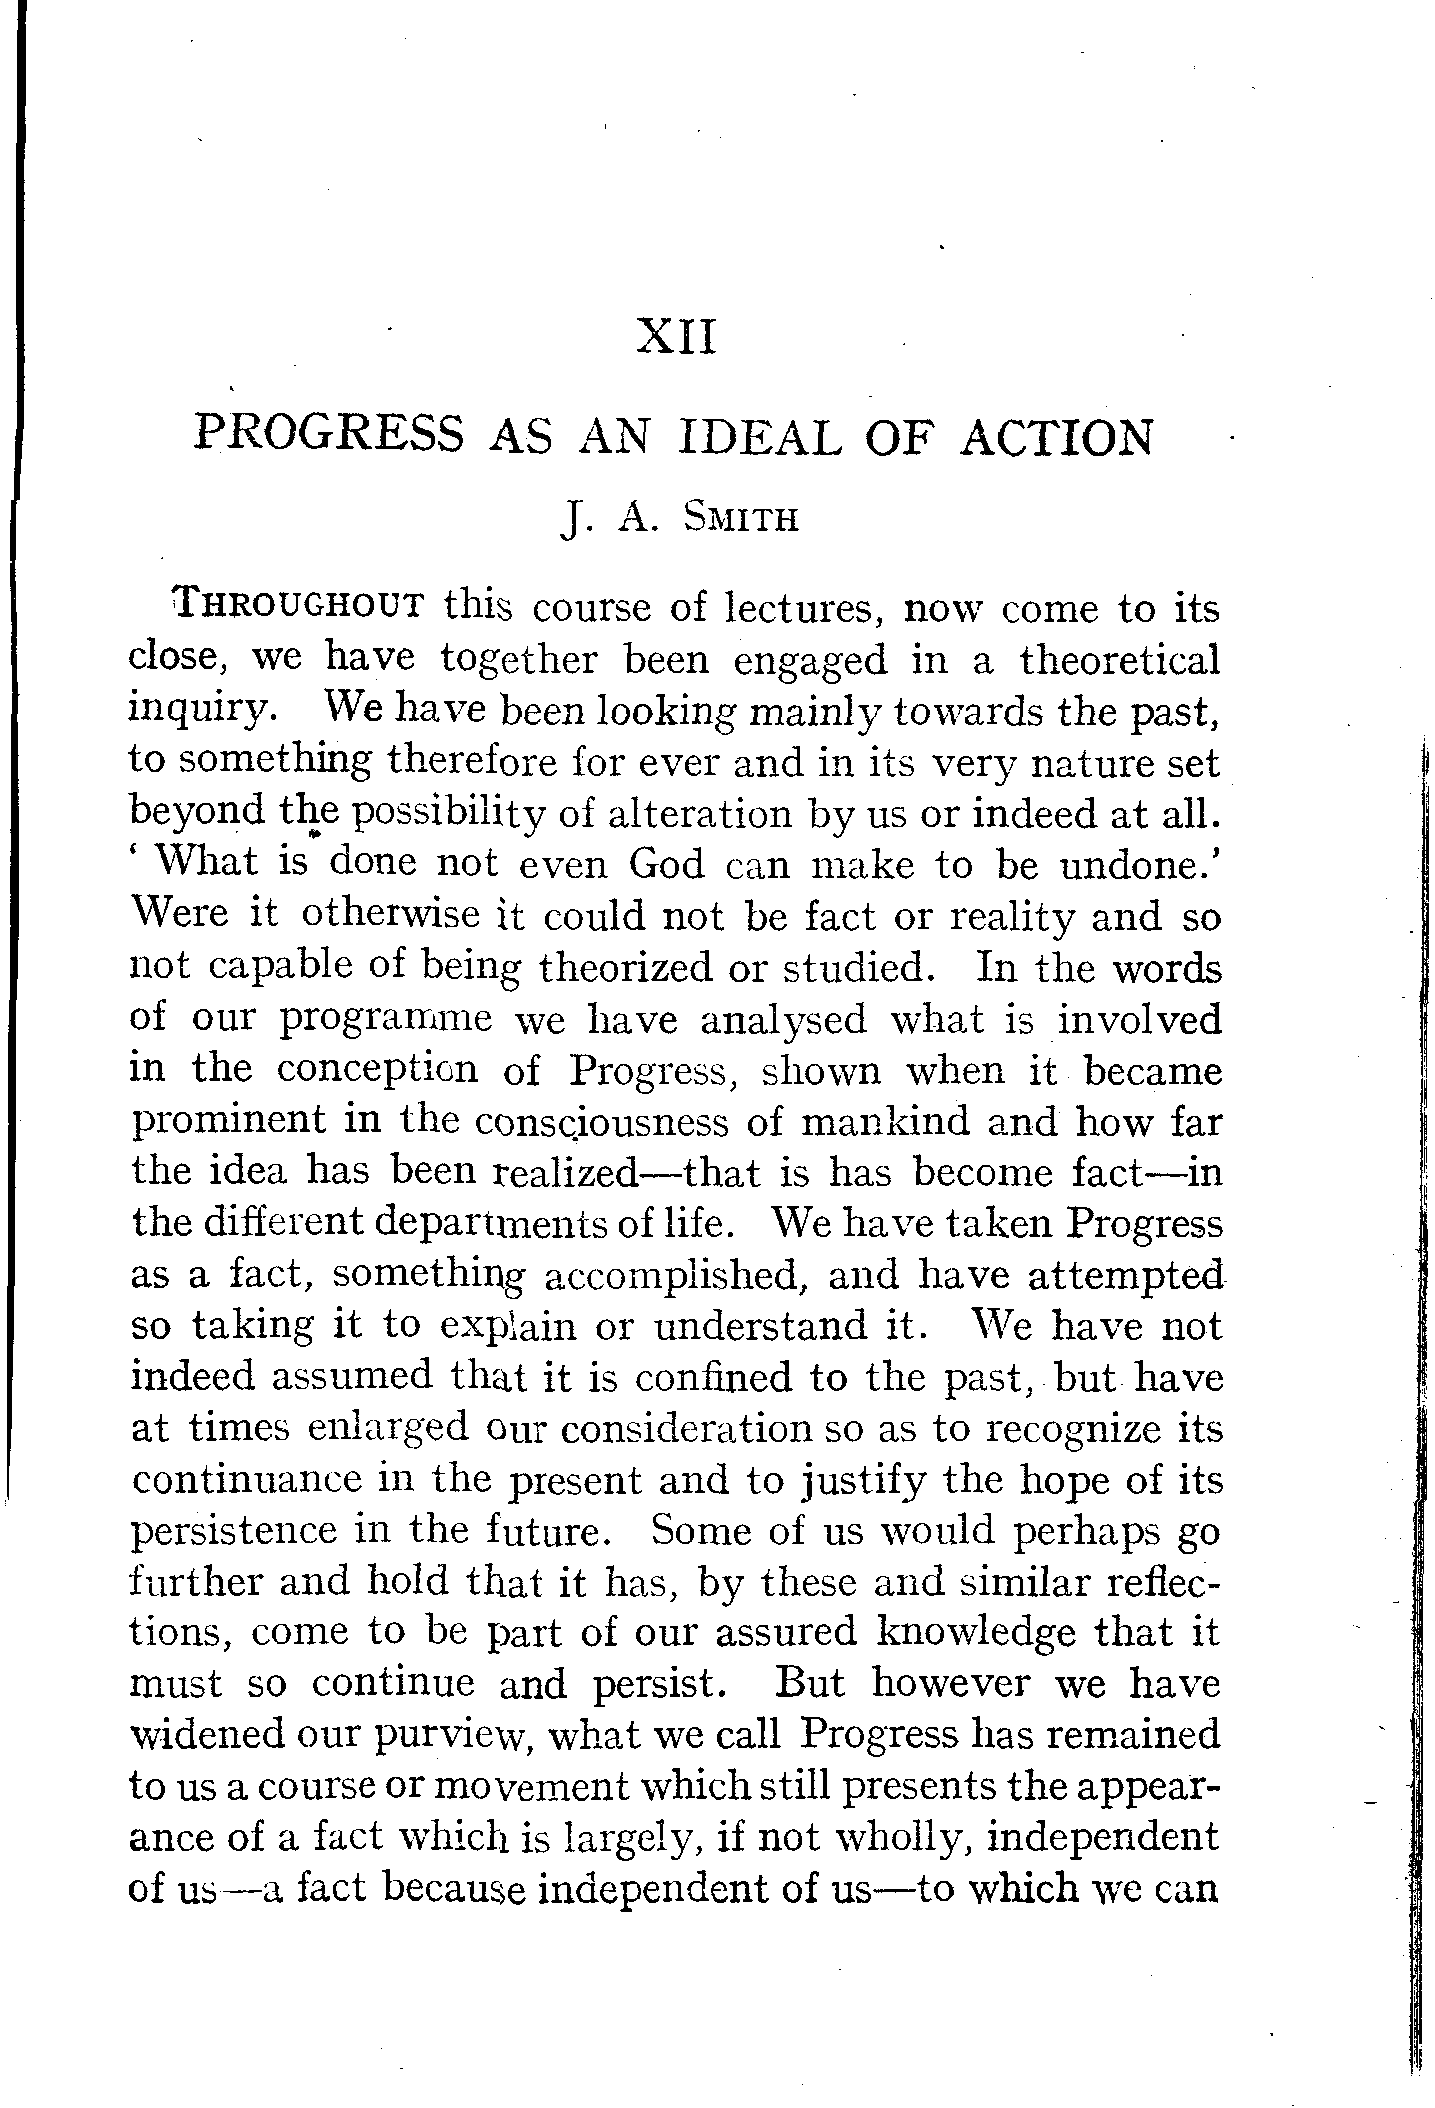 XII
PROGRESS AS AN IDEAL OF ACTION
J. A. SMITH
THROUGHOUT this course of lectures, now come to its
close, we have together been engaged in a theoretical
inquiry. We have been looking mainly towards the past,
to something therefore for ever and in its very nature set
beyond the possibility of alteration by us or indeed at all.
‘ What is done not even God can make to be undone.’
Were it otherwise it could not be fact or reality and so
not capable of being theorized or studied. In the words
of our programme we have analysed what is involved
in the conception of Progress, shown when it became
prominent in the consciousness of mankind and how far
the idea has been realized—that is has become fact—in
the different departments of life. We have taken Progress
as a fact, something accomplished, and have attempted
so taking it to explain or understand it. We have not
indeed assumed that it is confined to the past, but have
at times enlarged our consideration so as to recognize its
continuance in the present and to justify the hope of its
persistence in the future. Some of us would perhaps go
further and hold that it has, by these and similar reflec-
tions, come to be part of our assured knowledge that it
must so continue and persist. But however we have
widened our purview, what we call Progress has remained
to us a course or movement which still presents the appear-
ance of a fact which is largely, if not wholly, independent
of us—a fact because independent of us—to which we can